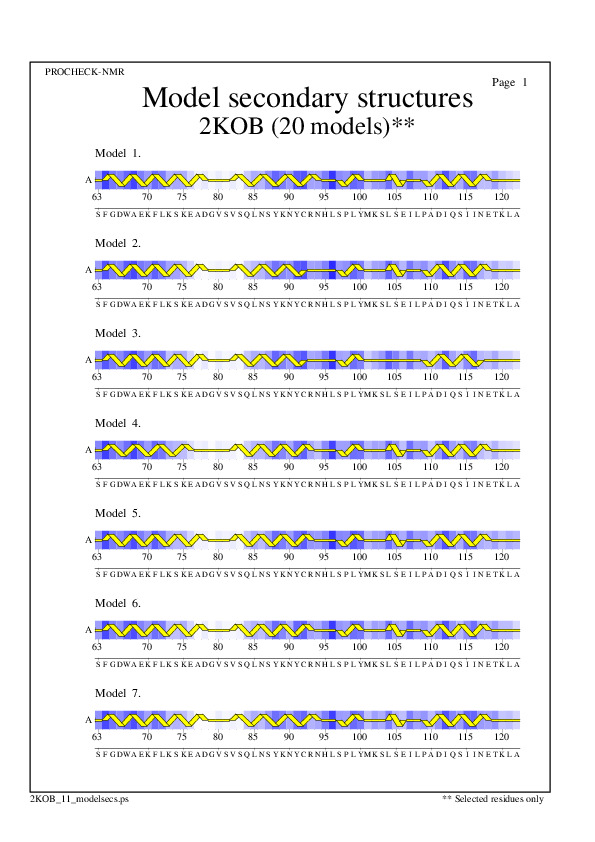 PROCHECK-NMR
Page 1
Model secondary structures
2KOB (20 models)**
Model 1.
A
63 70 75 80 85 90 95 100 105 110 115 120
S F G D W A E K F L K S K E A D G V S V S Q L N S Y K N Y C R N H L S P L Y M K S L S E I L P A D I Q S I I N E T K L A
Model 2.
A
63 70 75 80 85 90 95 100 105 110 115 120
S F G D W A E K F L K S K E A D G V S V S Q L N S Y K N Y C R N H L S P L Y M K S L S E I L P A D I Q S I I N E T K L A
Model 3.
A
63 70 75 80 85 90 95 100 105 110 115 120
S F G D W A E K F L K S K E A D G V S V S Q L N S Y K N Y C R N H L S P L Y M K S L S E I L P A D I Q S I I N E T K L A
Model 4.
A
63 70 75 80 85 90 95 100 105 110 115 120
S F G D W A E K F L K S K E A D G V S V S Q L N S Y K N Y C R N H L S P L Y M K S L S E I L P A D I Q S I I N E T K L A
Model 5.
A
63 70 75 80 85 90 95 100 105 110 115 120
S F G D W A E K F L K S K E A D G V S V S Q L N S Y K N Y C R N H L S P L Y M K S L S E I L P A D I Q S I I N E T K L A
Model 6.
A
63 70 75 80 85 90 95 100 105 110 115 120
S F G D W A E K F L K S K E A D G V S V S Q L N S Y K N Y C R N H L S P L Y M K S L S E I L P A D I Q S I I N E T K L A
Model 7.
A
63 70 75 80 85 90 95 100 105 110 115 120
S F G D W A E K F L K S K E A D G V S V S Q L N S Y K N Y C R N H L S P L Y M K S L S E I L P A D I Q S I I N E T K L A
2KOB_11_modelsecs.ps
** Selected residues only